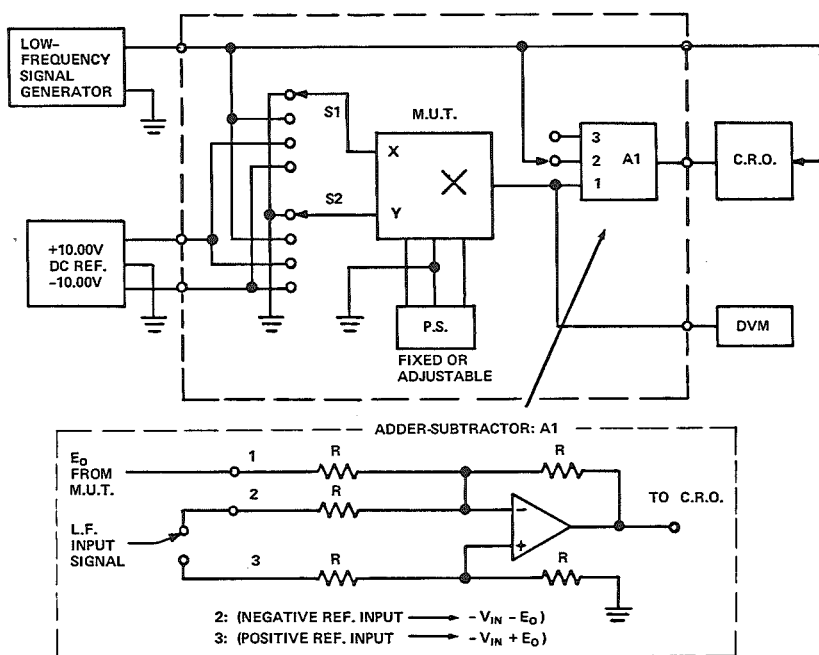 LOW-
FREQUENCY
SIGNAL
GENERATOR
S1
M.U.T.
X
Y
S2
3
2
1
A1
C.R.O.
+10.00V
DC REF.
−10.00V
P.S.
FIXED OR
ADJUSTABLE
DVM
ADDER-SUBTRACTOR: A1
EO
FROM
M.U.T.
1
R
R
2
R
L.F.
INPUT
SIGNAL
3
R
R
−
+
TO C.R.O.
2: (NEGATIVE REF. INPUT → − VIN − EO)
3: (POSITIVE REF. INPUT → − VIN + EO)